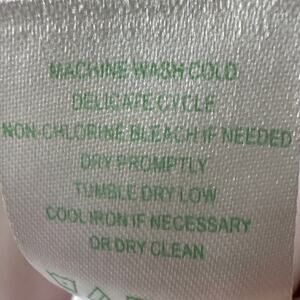 MACHINE WASH COLD
DELICATE CYCLE
NON-CHLORINE BLEACH IF NEEDED
DRY PROMPTLY
TUMBLE DRY LOW
COOL IRON IF NECESSARY
OR DRY CLEAN